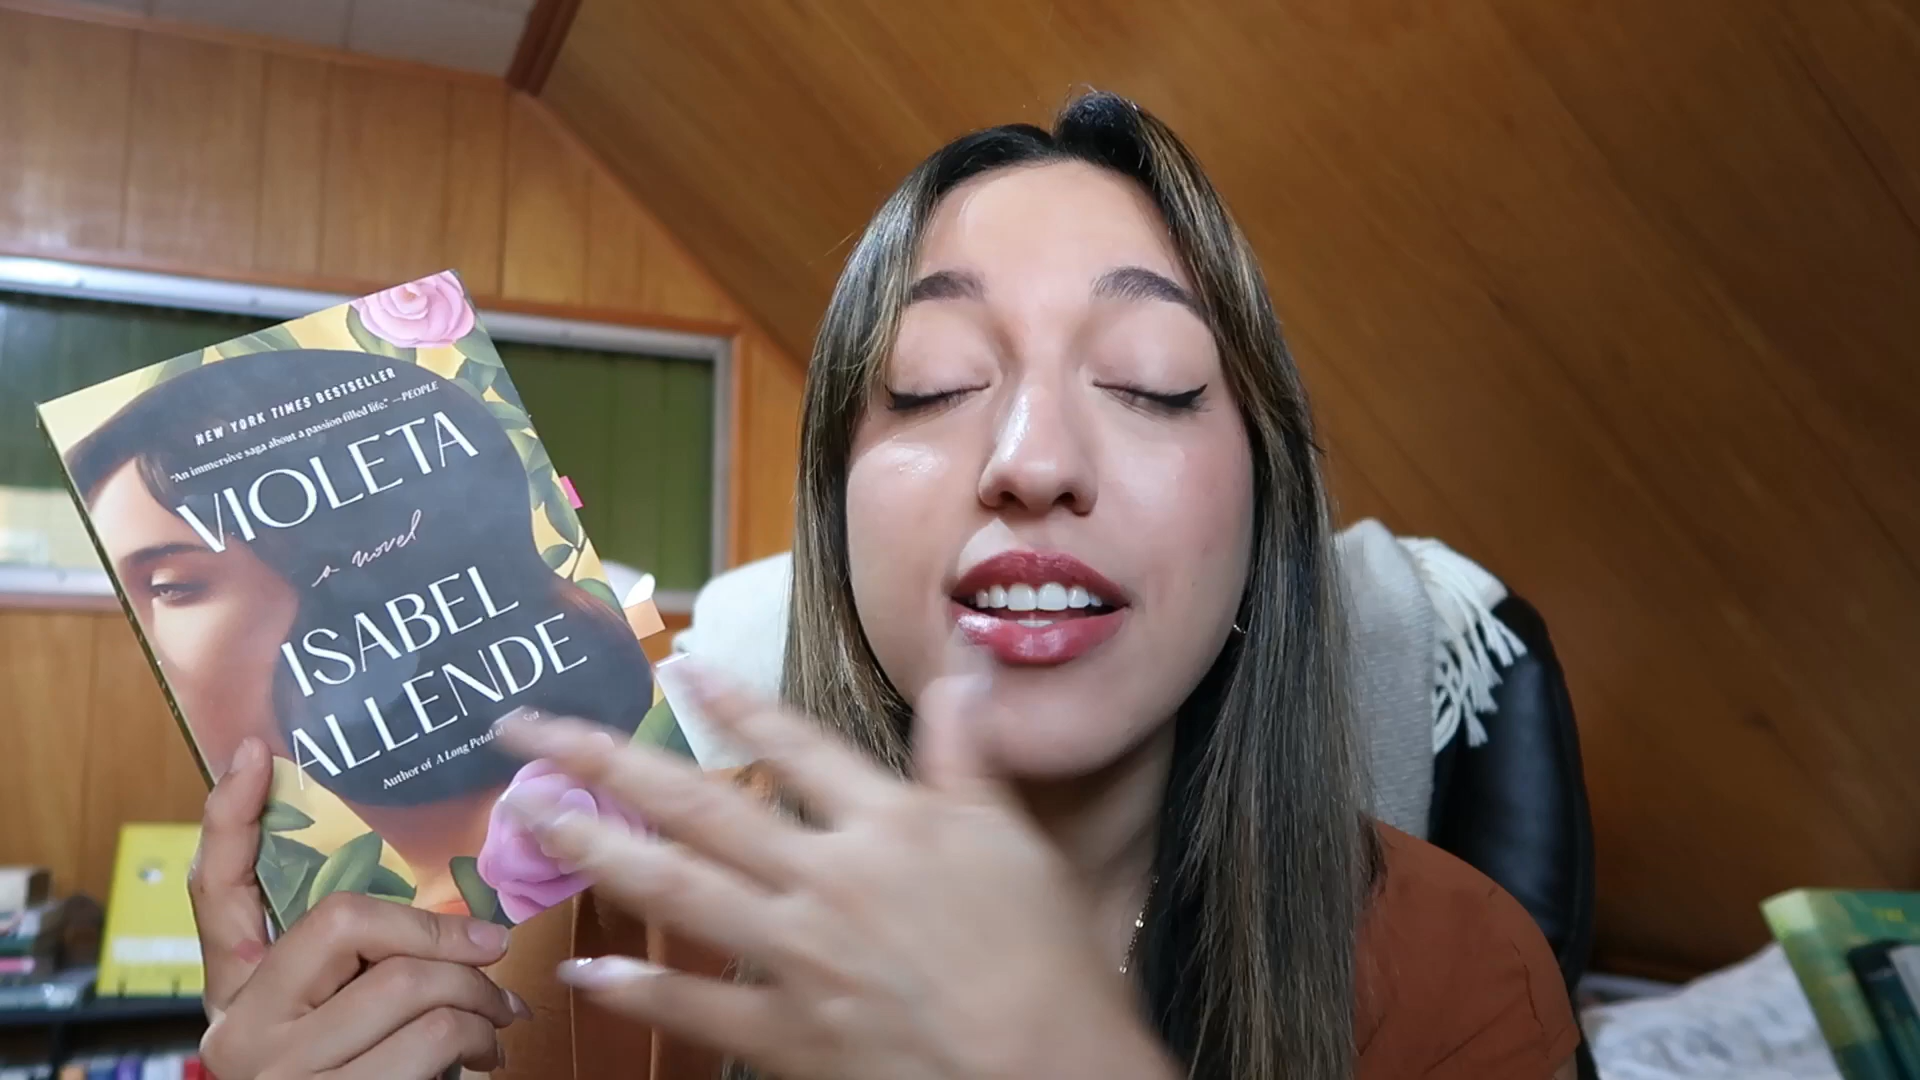 NEW YORK TIMES BESTSELLER
"An immersive saga about a passion-filled life." —PEOPLE
VIOLETA
a novel
ISABEL
ALLENDE
Author of A Long Petal of Sea